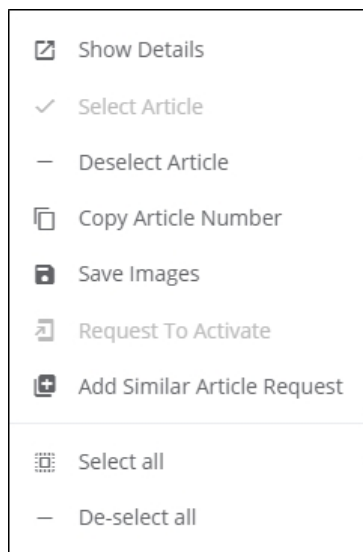 Show Details
Select Article
Deselect Article
Copy Article Number
Save Images
Request To Activate
Add Similar Article Request
Select all
De-select all